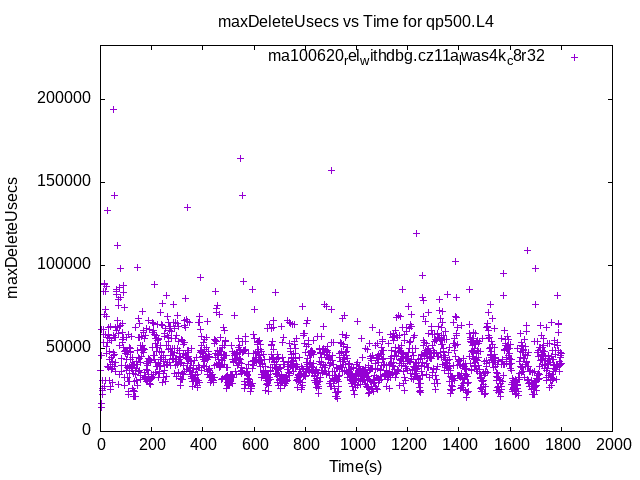 maxDeleteUsecs vs Time for qp500.L4
ma100620relwithdbg.cz11alwas4kc8r32
200000
150000
100000
50000
0
maxDeleteUsecs
0 200 400 600 800 1000 1200 1400 1600 1800 2000
Time(s)